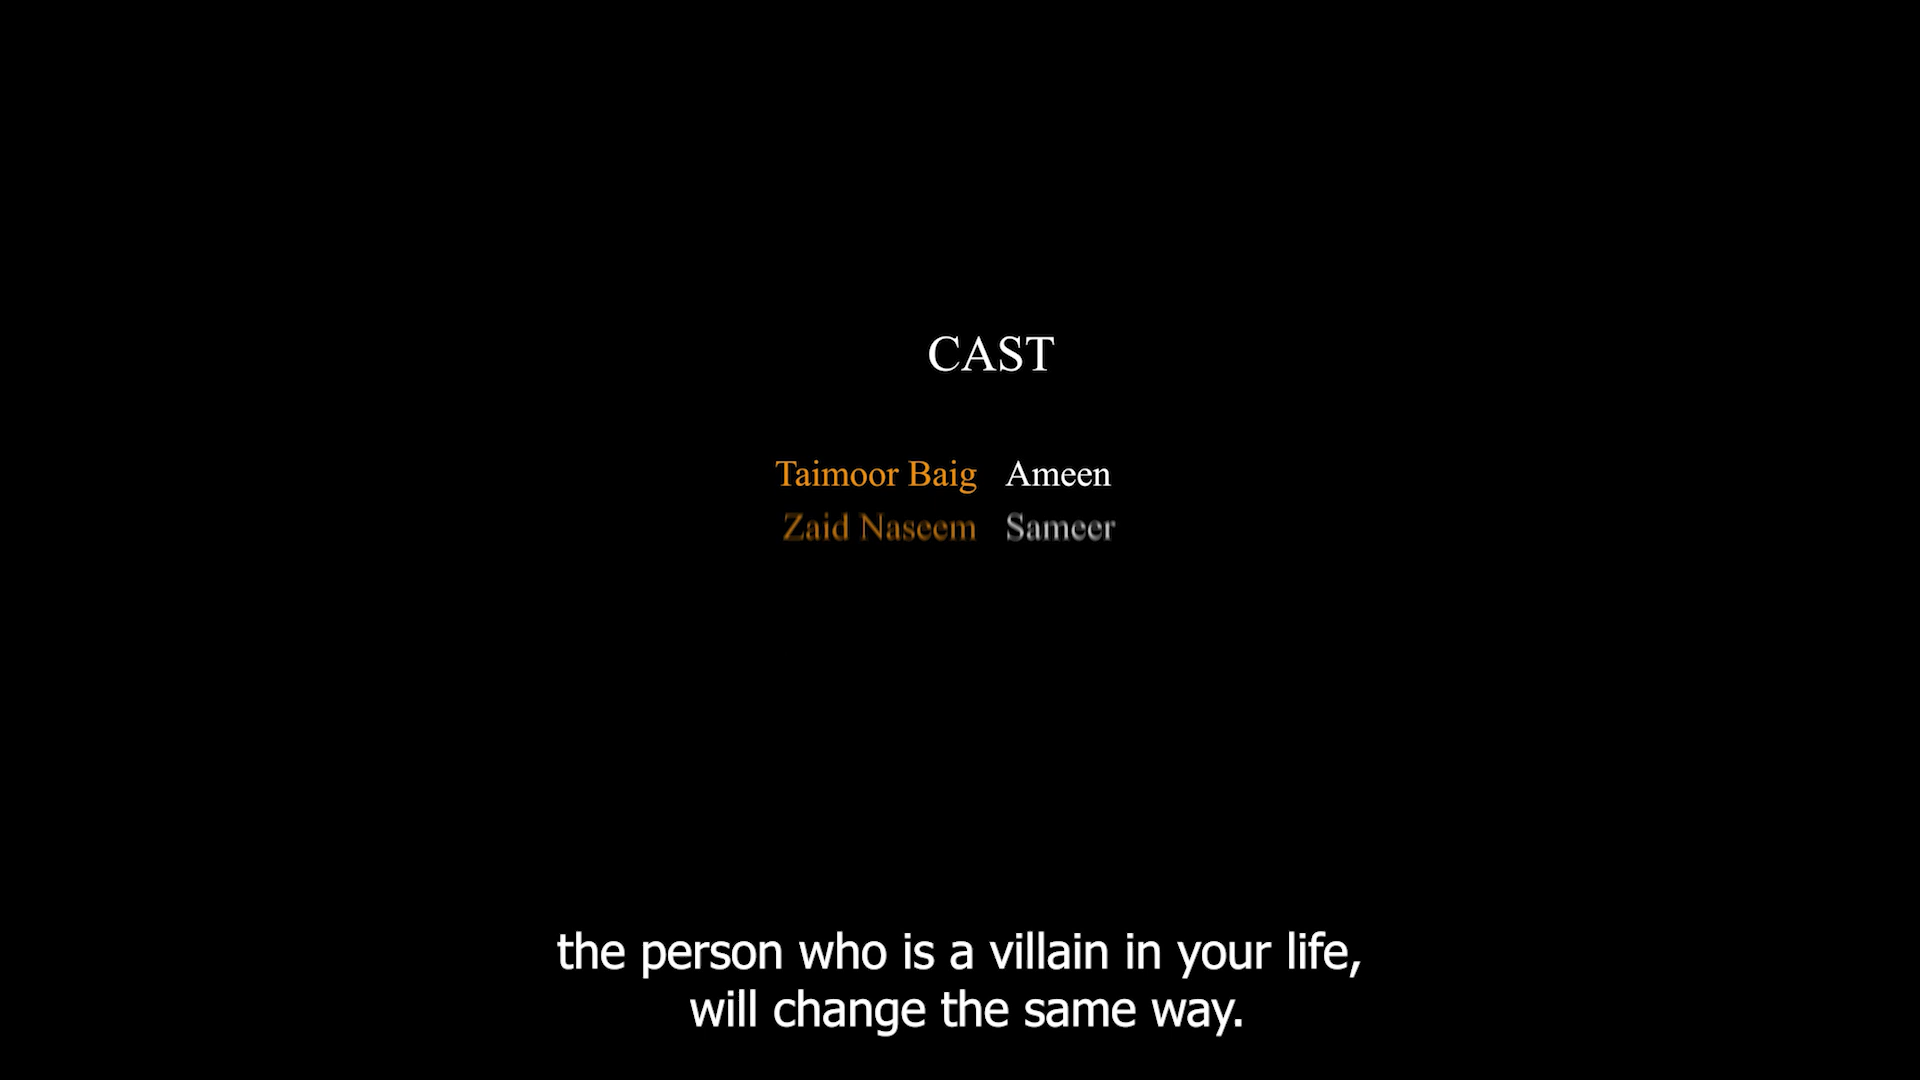 CAST
Taimoor Baig Ameen
Zaid Naseem Sameer
the person who is a villain in your life,
will change the same way.